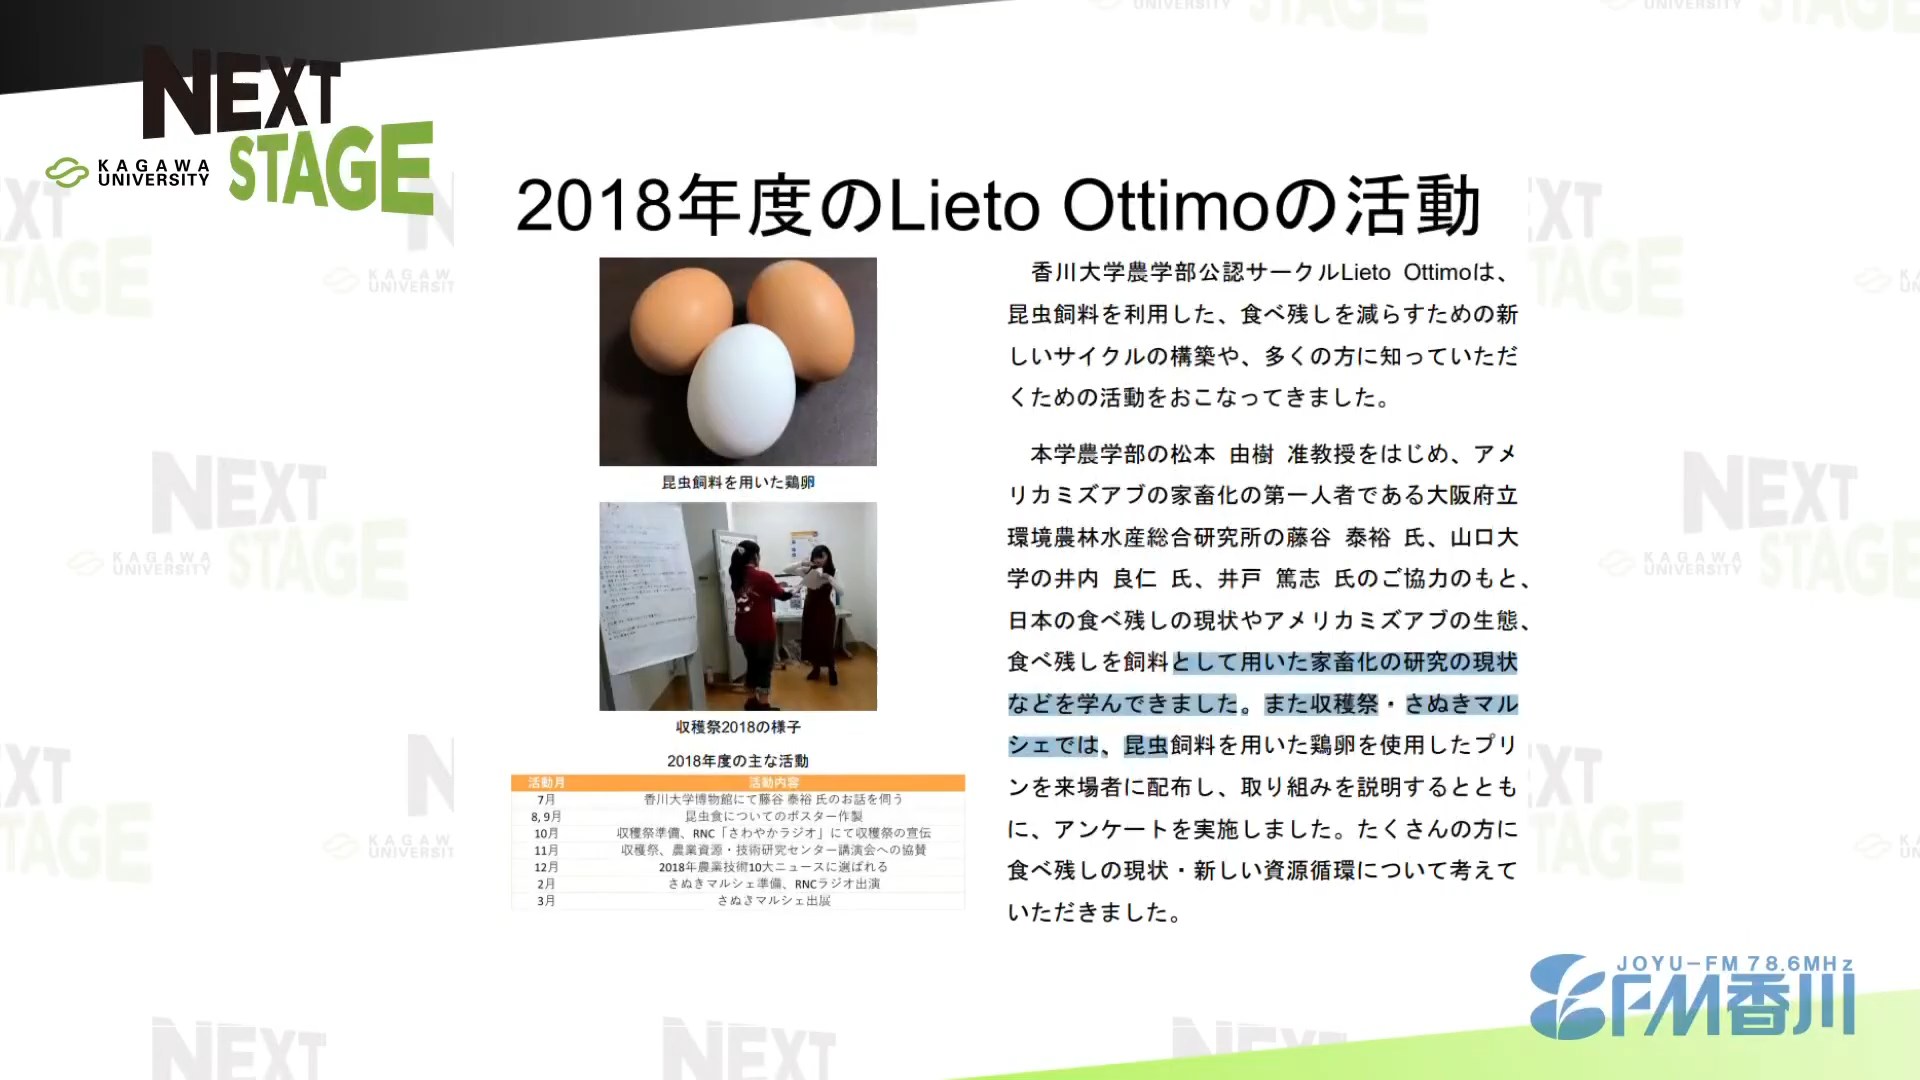 NEXT
STAGE
KAGAWA
UNIVERSITY
2018年度のLieto Ottimoの活動
昆虫飼料を用いた鶏卵
収穫祭2018の様子
2018年度の主な活動
活動月 活動内容
7月 香川大学博物館にて藤谷 泰裕 氏のお話を伺う
8, 9月 昆虫食についてのポスター作製
10月 収穫祭準備、RNC「さわやかラジオ」にて収穫祭の宣伝
11月 収穫祭、農業資源・技術研究センター講演会への協賛
12月 2018年農業技術10大ニュースに選ばれる
2月 さぬきマルシェ準備、RNCラジオ出演
3月 さぬきマルシェ出展
香川大学農学部公認サークルLieto Ottimoは、
昆虫飼料を利用した、食べ残しを減らすための新
しいサイクルの構築や、多くの方に知っていただ
くための活動をおこなってきました。
本学農学部の松本 由樹 准教授をはじめ、アメ
リカミズアブの家畜化の第一人者である大阪府立
環境農林水産総合研究所の藤谷 泰裕 氏、山口大
学の井内 良仁 氏、井戸 篤志 氏のご協力のもと、
日本の食べ残しの現状やアメリカミズアブの生態、
食べ残しを飼料として用いた家畜化の研究の現状
などを学んできました。また収穫祭・さぬきマル
シェでは、昆虫飼料を用いた鶏卵を使用したプリ
ンを来場者に配布し、取り組みを説明するととも
に、アンケートを実施しました。たくさんの方に
食べ残しの現状・新しい資源循環について考えて
いただきました。
JOYU-FM 78.6MHz
FM香川